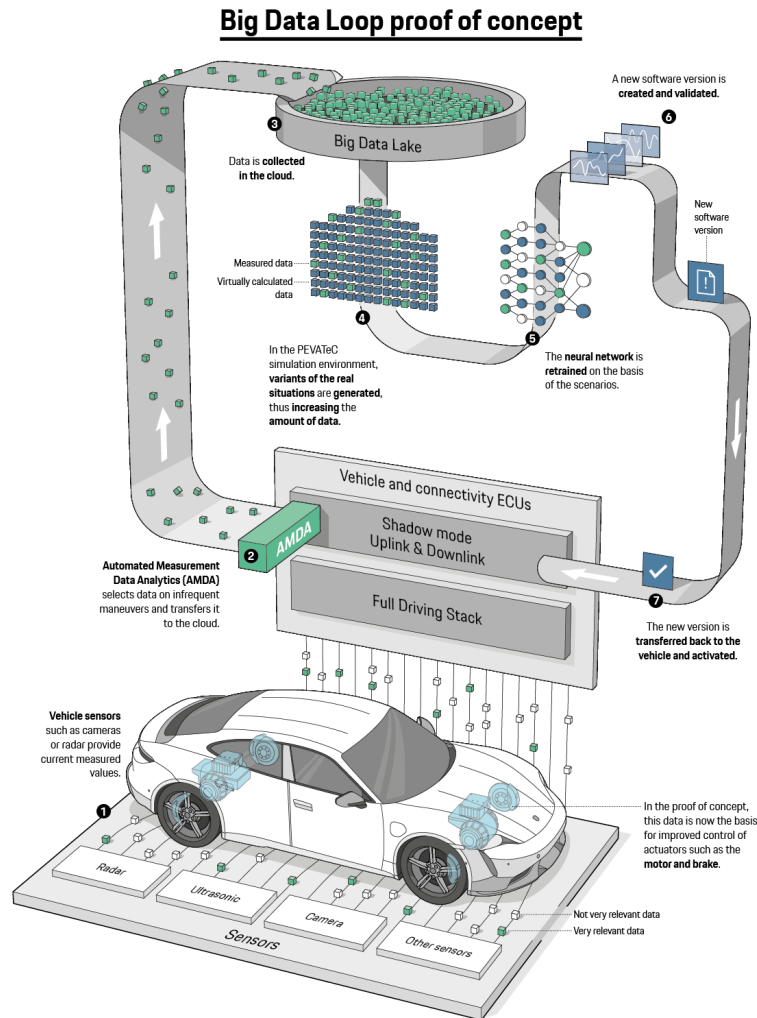 Big Data Loop proof of concept
A new software version is
created and validated.
6
3
Big Data Lake
Data is collected
in the cloud.
New
software
version
Measured data
Virtually calculated
data
4
5
In the PEVATeC
simulation environment,
variants of the real
situations are generated,
thus increasing the
amount of data.
The neural network is
retrained on the basis
of the scenarios.
Vehicle and connectivity ECUs
Shadow mode
Uplink & Downlink
2
AMDA
Full Driving Stack
Automated Measurement
Data Analytics (AMDA)
selects data on infrequent
maneuvers and transfers it
to the cloud.
7
The new version is
transferred back to the
vehicle and activated.
Vehicle sensors
such as cameras
or radar provide
current measured
values.
1
In the proof of concept,
this data is now the basis
for improved control of
actuators such as the
motor and brake.
Radar
Ultrasonic
Camera
Other sensors
Sensors
Not very relevant data
Very relevant data